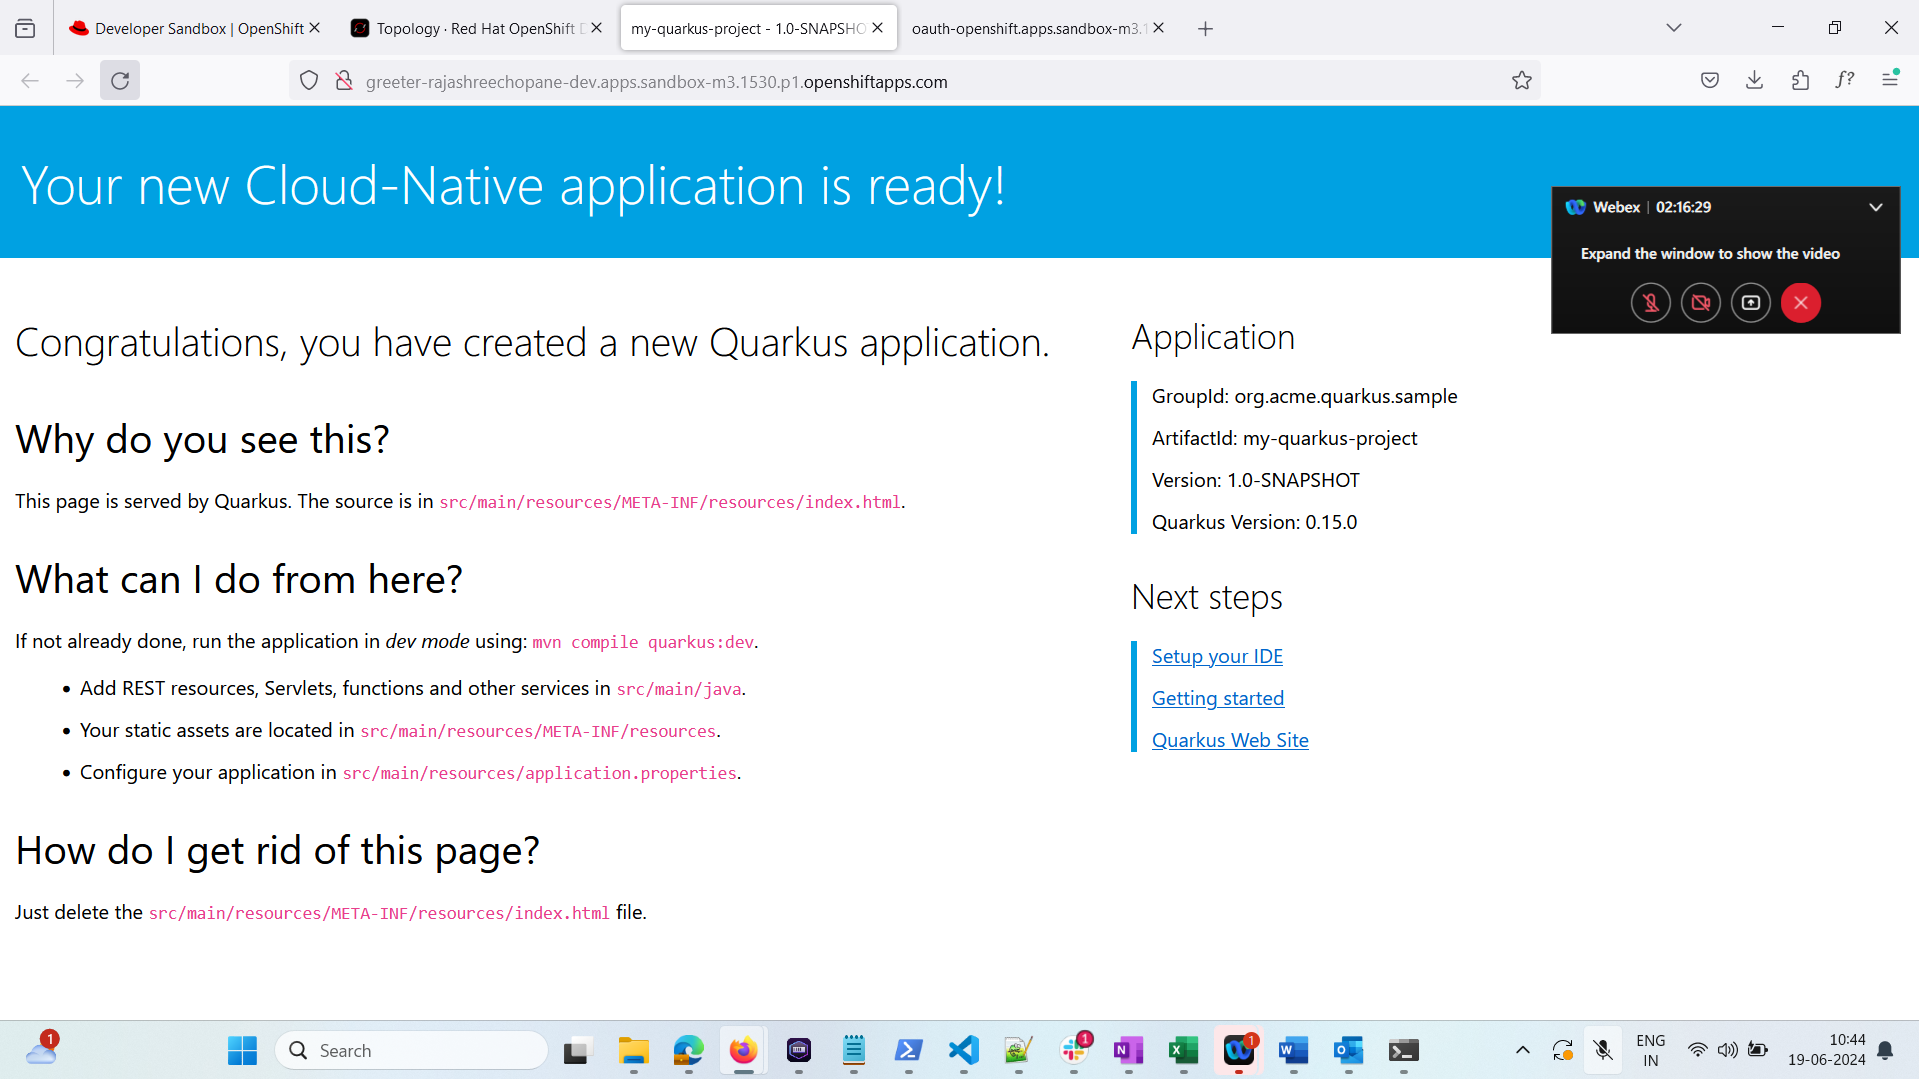 Developer Sandbox | OpenShift
Topology · Red Hat OpenShift D
my-quarkus-project - 1.0-SNAPSHO
oauth-openshift.apps.sandbox-m3.1
greeter-rajashreechopane-dev.apps.sandbox-m3.1530.p1.openshiftapps.com
Your new Cloud-Native application is ready!
Webex | 02:16:29
Expand the window to show the video
Congratulations, you have created a new Quarkus application.
Why do you see this?
This page is served by Quarkus. The source is in src/main/resources/META-INF/resources/index.html.
What can I do from here?
If not already done, run the application in dev mode using: mvn compile quarkus:dev.
• Add REST resources, Servlets, functions and other services in src/main/java.
• Your static assets are located in src/main/resources/META-INF/resources.
• Configure your application in src/main/resources/application.properties.
How do I get rid of this page?
Just delete the src/main/resources/META-INF/resources/index.html file.
Application
GroupId: org.acme.quarkus.sample
ArtifactId: my-quarkus-project
Version: 1.0-SNAPSHOT
Quarkus Version: 0.15.0
Next steps
Setup your IDE
Getting started
Quarkus Web Site
1
Search
1
1
ENG
IN
10:44
19-06-2024